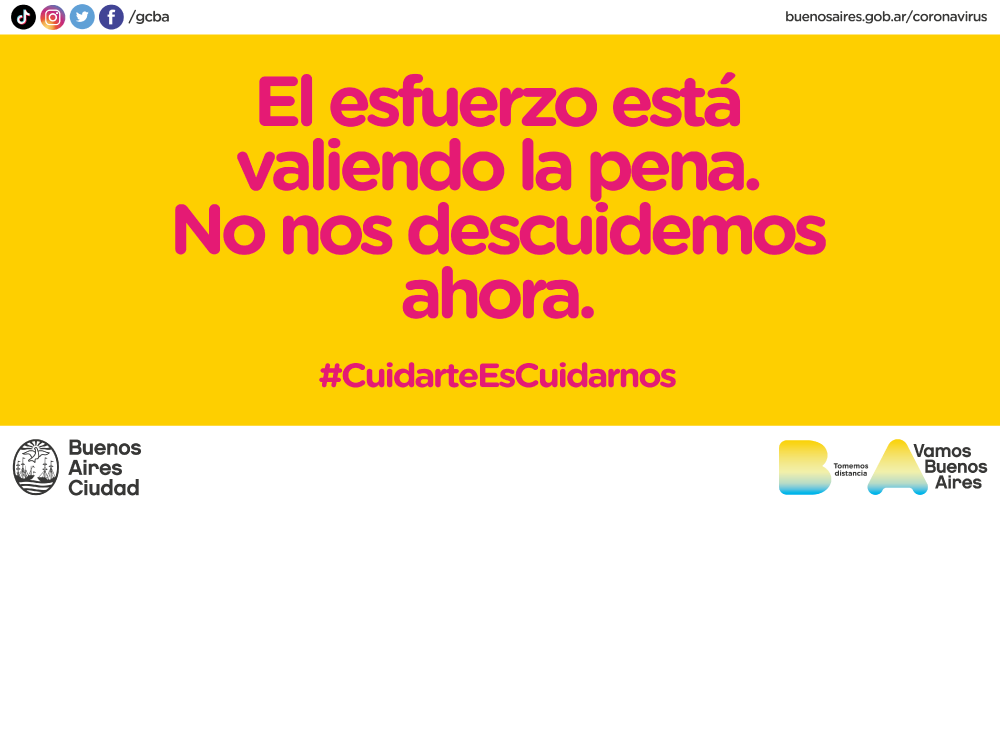 /gcba
buenosaires.gob.ar/coronavirus
El esfuerzo está
valiendo la pena.
No nos descuidemos
ahora.
#CuidarteEsCuidarnos
Buenos
Aires
Ciudad
B
Tomemos
distancia
A
Vamos
Buenos
Aires